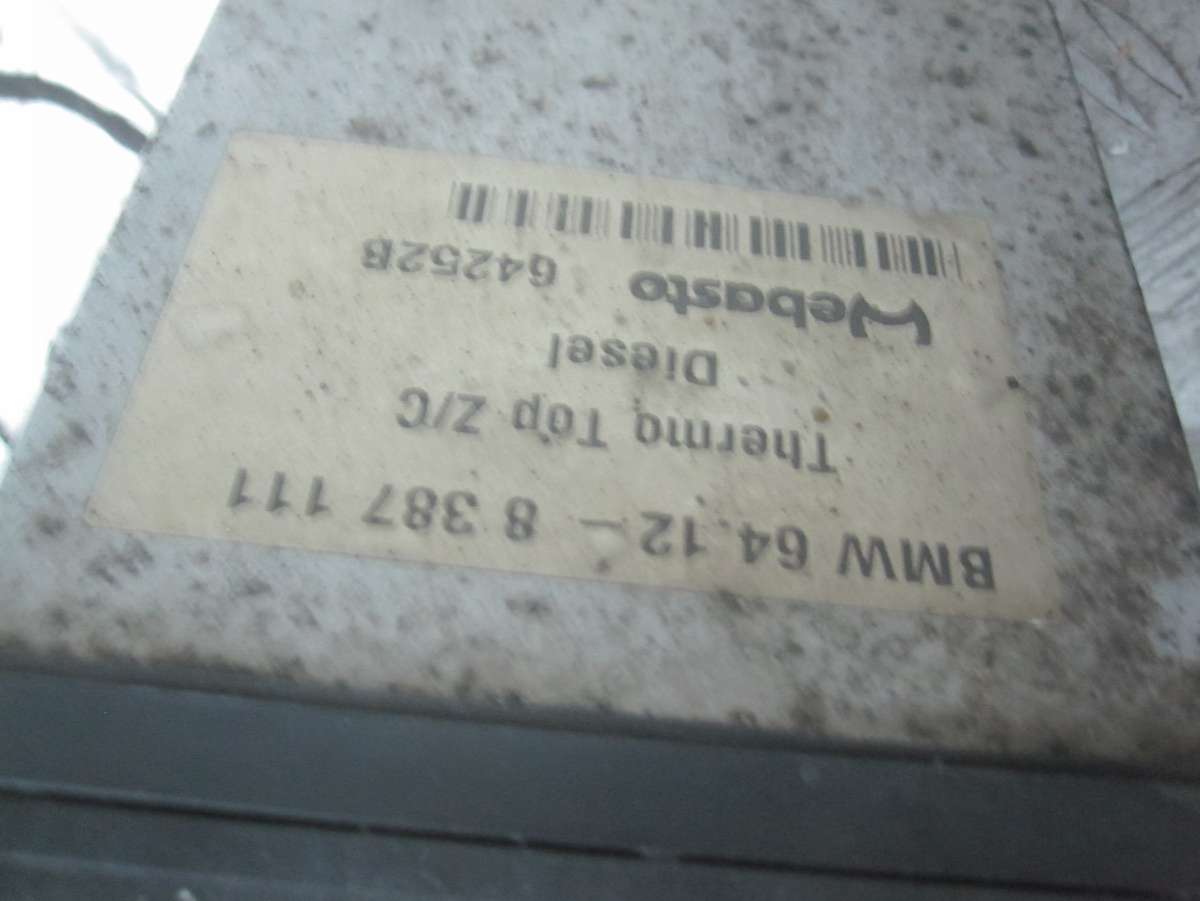 BMW 64.12 – 8 387 111
Thermo Top Z/C
Diesel
Webasto 64252B